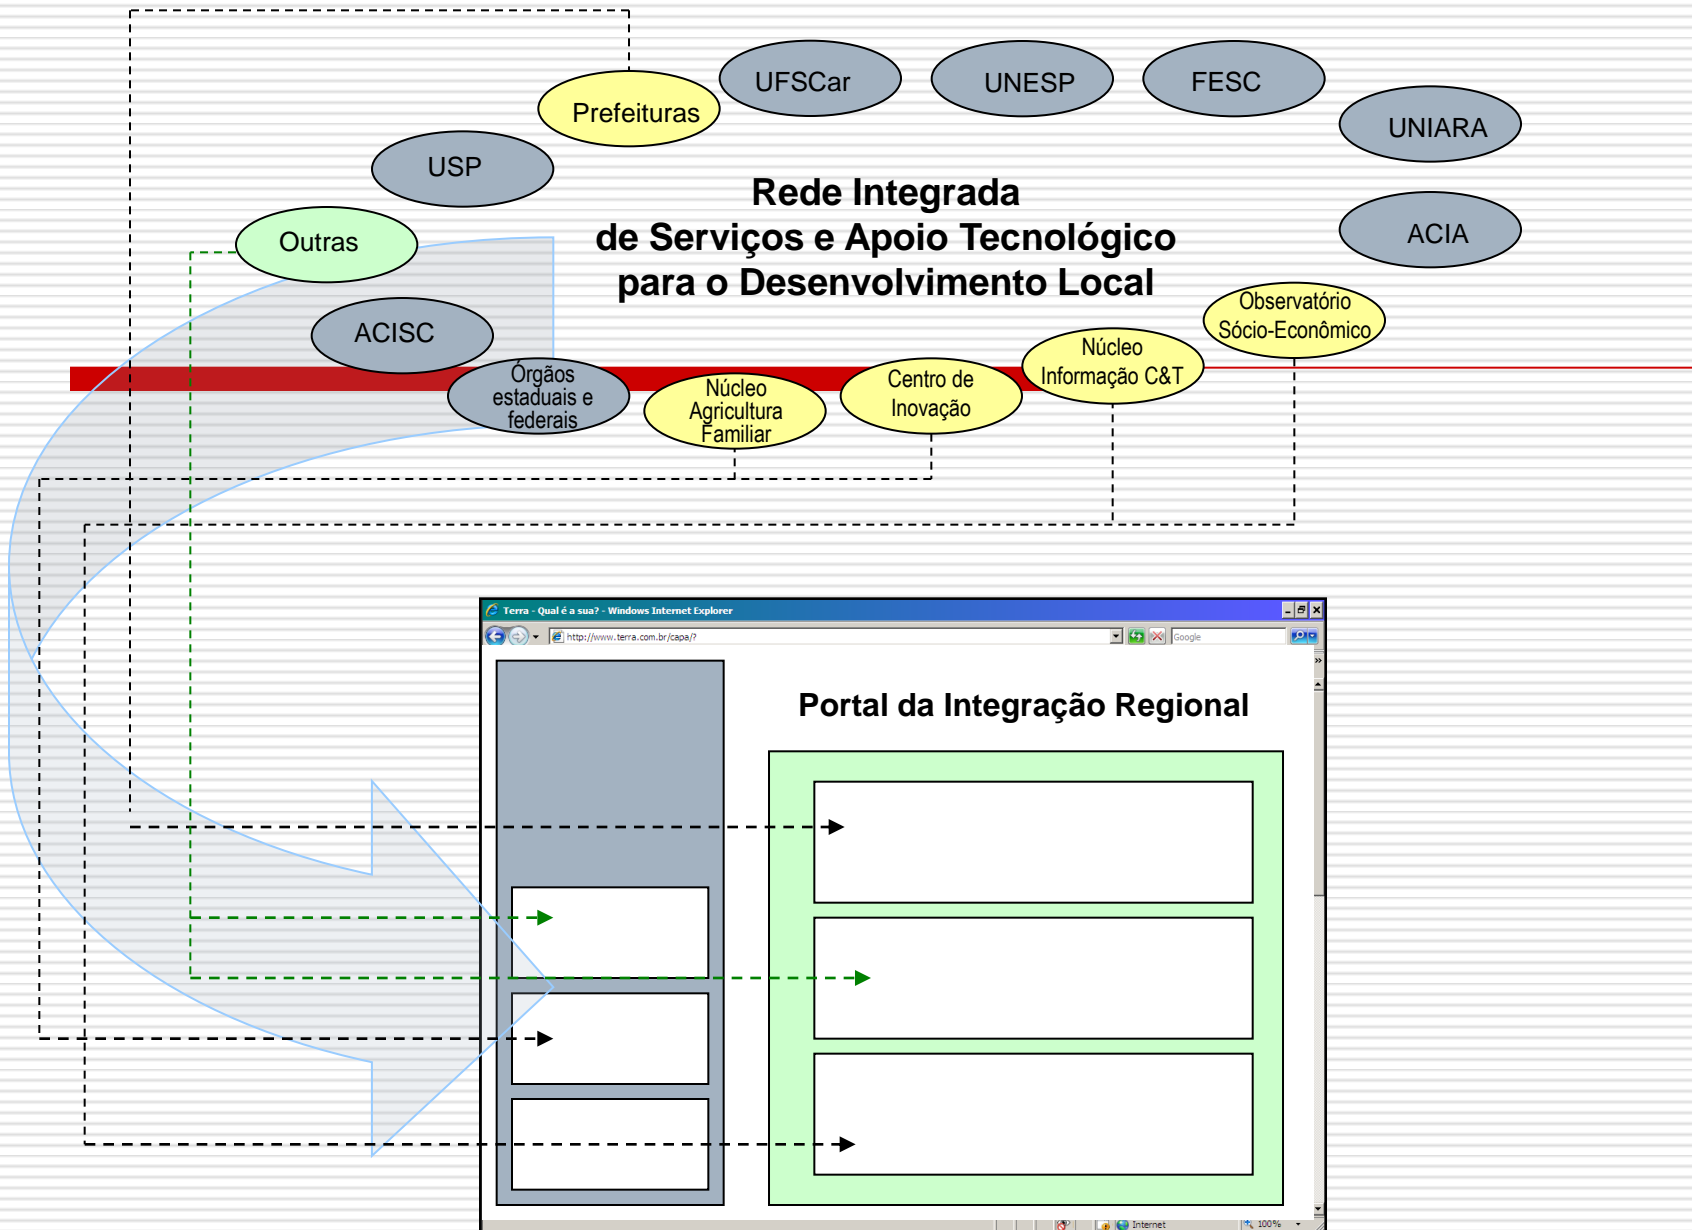 UFSCar
UNESP
FESC
Prefeituras
UNIARA
USP
Rede Integrada
de Serviços e Apoio Tecnológico
para o Desenvolvimento Local
Outras
ACIA
ACISC
Observatório
Sócio-Econômico
Núcleo
Informação C&T
Centro de
Inovação
Órgãos
estaduais e
federais
Núcleo
Agricultura
Familiar
Terra - Qual é a sua? - Windows Internet Explorer
http://www.terra.com.br/capa/?
Google
Portal da Integração Regional
Internet
100%